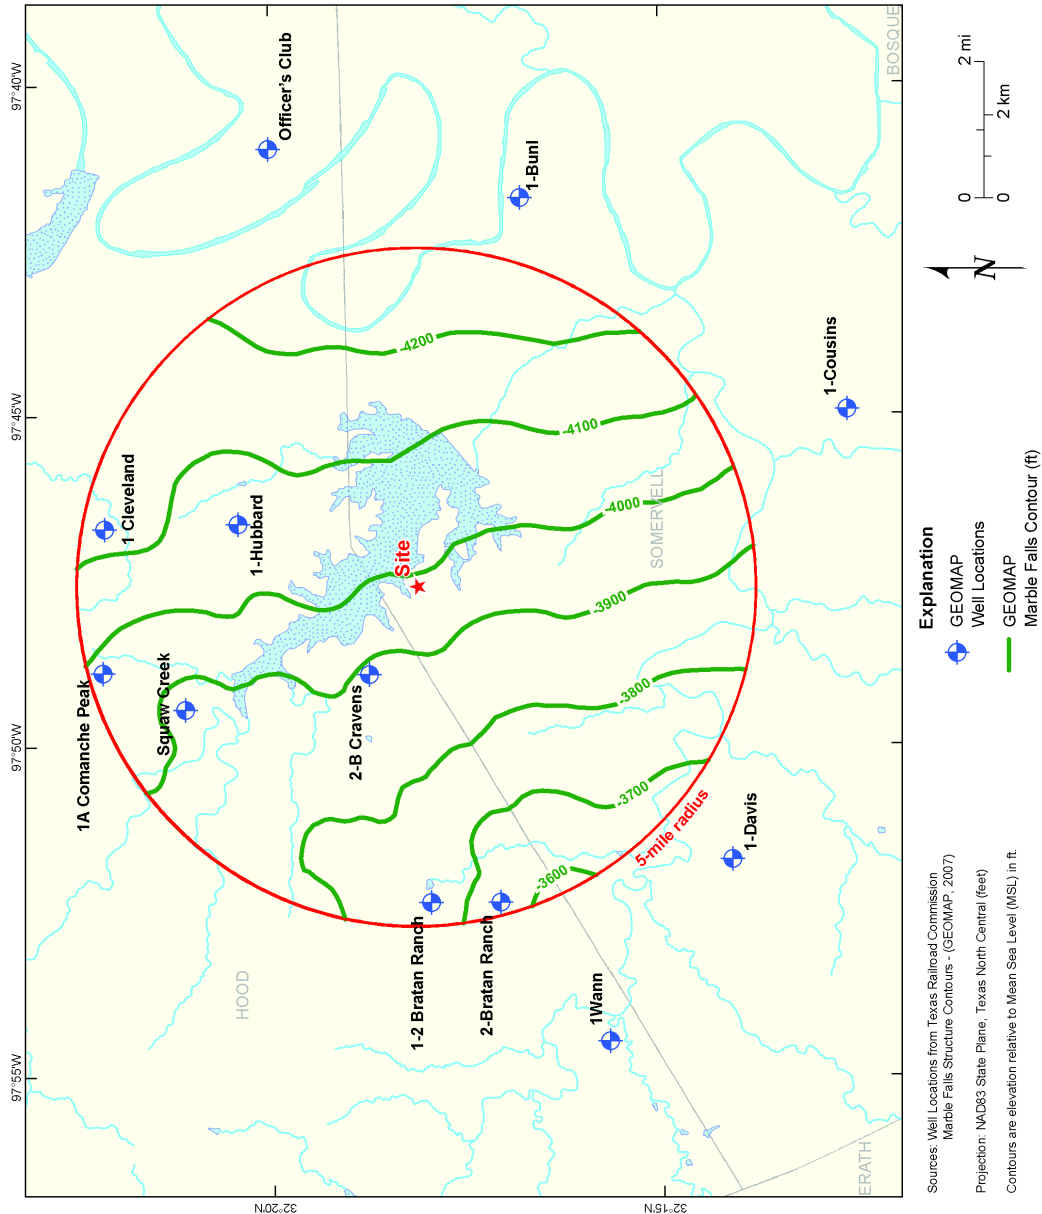 97°55'W
97°50'W
97°45'W
97°40'W
32°20'N
32°15'N
1A Comanche Peak
1 Cleveland
Squaw Creek
1-Hubbard
Officer's Club
2-B Cravens
Site
1-Bunl
1-2 Bratan Ranch
2-Bratan Ranch
1Wann
1-Davis
1-Cousins
5-mile radius
HOOD
SOMERVELL
ERATH
BOSQUE
-3600
-3700
-3800
-3900
-4000
-4100
-4200
Sources: Well Locations from Texas Railroad Commission
Marble Falls Structure Contours - (GEOMAP, 2007)
Projection: NAD83 State Plane, Texas North Central (feet)
Contours are elevation relative to Mean Sea Level (MSL) in ft.
Explanation
GEOMAP
Well Locations
GEOMAP
Marble Falls Contour (ft)
N
0 2 mi
0 2 km